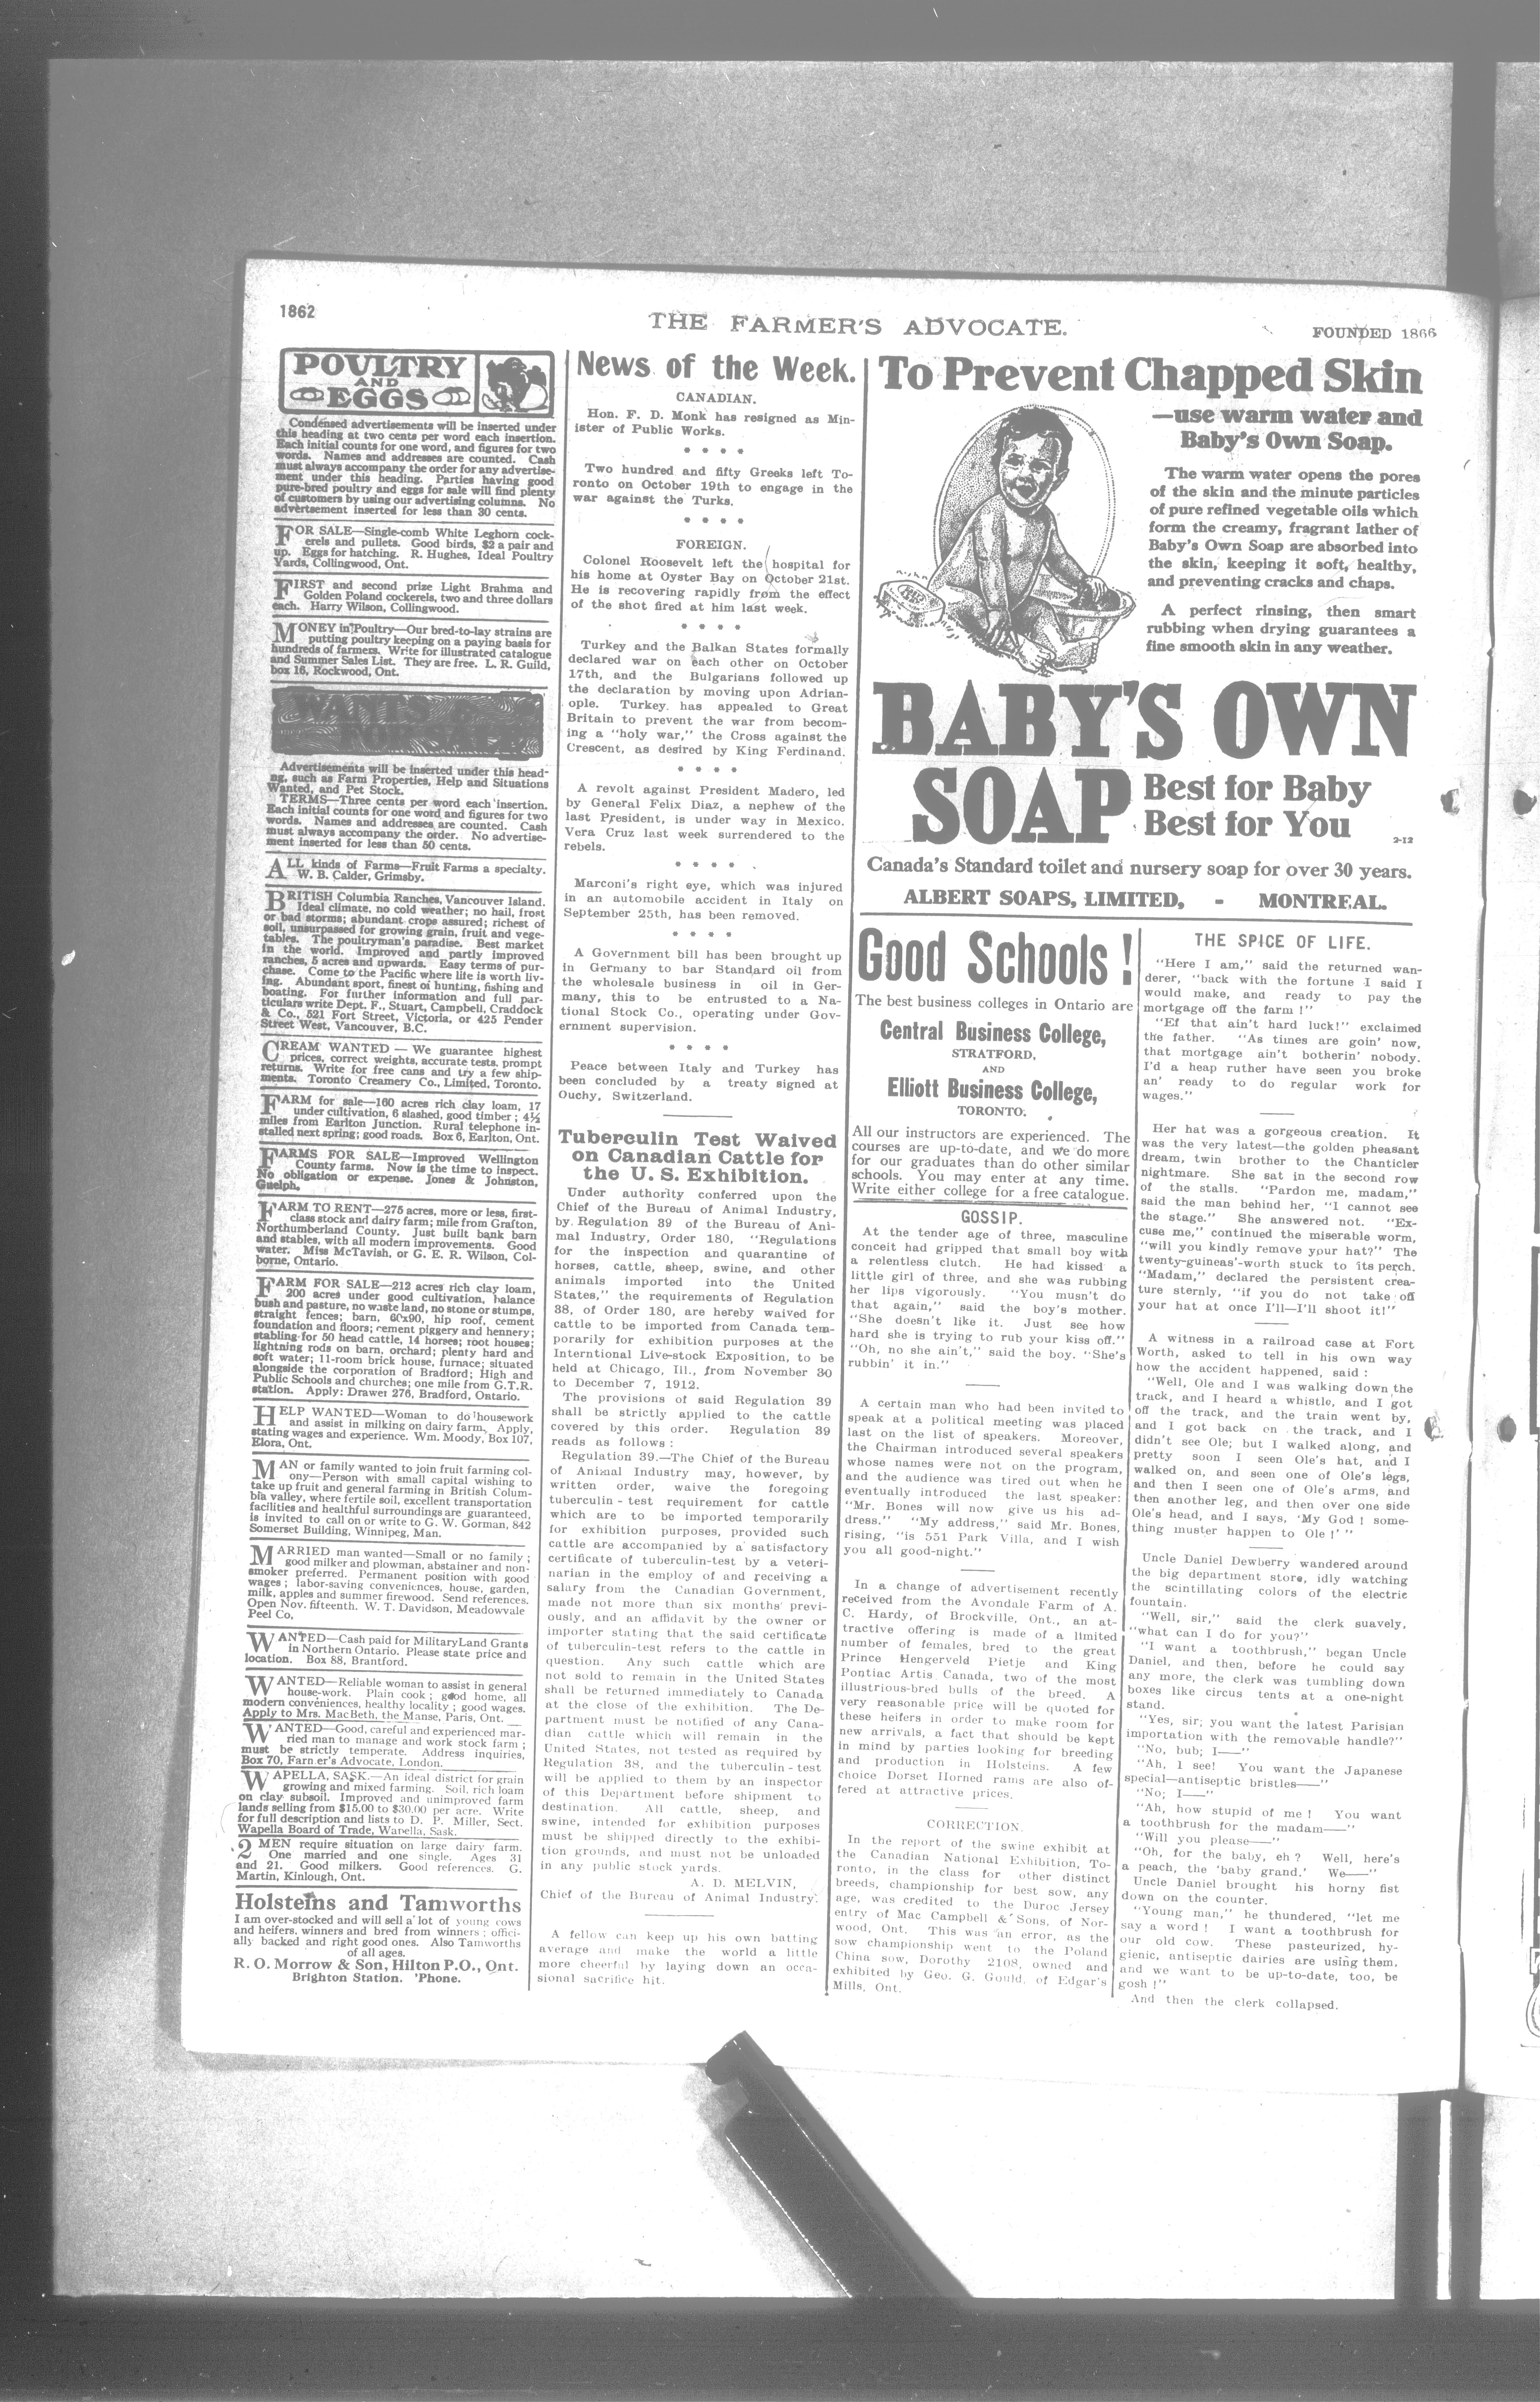 1862
THE FARMER'S ADVOCATE.
FOUNDED 1866
POULTRY
AND
EGGS
Condensed advertisements will be inserted under
this heading at two cents per word each insertion.
Each initial counts for one word, and figures for two
words. Names and addresses are counted. Cash
must always accompany the order for any advertise-
ment under this heading. Parties having good
pure-bred poultry and eggs for sale will find plenty
of customers by using our advertising columns. No
advertisement inserted for less than 30 cents.
FOR SALE—Single-comb White Leghorn cock-
erels and pullets. Good birds, $2 a pair and
up. Eggs for hatching. R. Hughes, Ideal Poultry
Yards, Collingwood, Ont.
FIRST and second prize Light Brahma and
Golden Poland cockerels, two and three dollars
each. Harry Wilson, Collingwood.
MONEY in Poultry—Our bred-to-lay strains are
putting poultry keeping on a paying basis for
hundreds of farmers. Write for illustrated catalogue
and Summer Sales List. They are free. L. R. Guild,
box 16, Rockwood, Ont.
WANTS &
FOR SALE
Advertisements will be inserted under this head-
ng, such as Farm Properties, Help and Situations
Wanted, and Pet Stock.
TERMS—Three cents per word each insertion.
Each initial counts for one word and figures for two
words. Names and addresses are counted. Cash
must always accompany the order. No advertise-
ment inserted for less than 50 cents.
ALL kinds of Farms—Fruit Farms a specialty.
W. B. Calder, Grimsby.
BRITISH Columbia Ranches, Vancouver Island.
Ideal climate, no cold weather; no hail, frost
or bad storms; abundant crops assured; richest of
soil, unsurpassed for growing grain, fruit and vege-
tables. The poultryman's paradise. Best market
in the world. Improved and partly improved
ranches, 5 acres and upwards. Easy terms of pur-
chase. Come to the Pacific where life is worth liv-
ing. Abundant sport, finest of hunting, fishing and
boating. For further information and full par-
ticulars write Dept. F., Stuart, Campbell, Craddock
& Co., 521 Fort Street, Victoria, or 425 Pender
Street West, Vancouver, B.C.
CREAM WANTED — We guarantee highest
prices, correct weights, accurate tests, prompt
returns. Write for free cans and try a few ship-
ments. Toronto Creamery Co., Limited, Toronto.
FARM for sale—160 acres rich clay loam, 17
under cultivation, 6 slashed, good timber; 4½
miles from Earlton Junction. Rural telephone in-
stalled next spring; good roads. Box 6, Earlton, Ont.
FARMS FOR SALE—Improved Wellington
County farms. Now is the time to inspect.
No obligation or expense. Jones & Johnston,
Guelph.
FARM TO RENT—275 acres, more or less, first-
class stock and dairy farm; mile from Grafton,
Northumberland County. Just built bank barn
and stables, with all modern improvements. Good
water. Miss McTavish, or G. E. R. Wilson, Col-
borne, Ontario.
FARM FOR SALE—212 acres rich clay loam,
200 acres under good cultivation, balance
bush and pasture, no waste land, no stone or stumps,
straight fences; barn, 60x90, hip roof, cement
foundation and floors; cement piggery and hennery;
stabling for 50 head cattle, 14 horses; root houses;
lightning rods on barn, orchard; plenty hard and
soft water; 11-room brick house, furnace; situated
alongside the corporation of Bradford; High and
Public Schools and churches; one mile from G.T.R.
station. Apply: Drawer 276, Bradford, Ontario.
HELP WANTED—Woman to do housework
and assist in milking on dairy farm. Apply,
stating wages and experience. Wm. Moody, Box 107,
Elora, Ont.
MAN or family wanted to join fruit farming col-
ony—Person with small capital wishing to
take up fruit and general farming in British Colum-
bia valley, where fertile soil, excellent transportation
facilities and healthful surroundings are guaranteed,
is invited to call on or write to G. W. Gorman, 842
Somerset Building, Winnipeg, Man.
MARRIED man wanted—Small or no family;
good milker and plowman, abstainer and non-
smoker preferred. Permanent position with good
wages; labor-saving conveniences, house, garden,
milk, apples and summer firewood. Send references.
Open Nov. fifteenth. W. T. Davidson, Meadowvale
Peel Co,
WANTED—Cash paid for Military Land Grants
in Northern Ontario. Please state price and
location. Box 88, Brantford.
WANTED—Reliable woman to assist in general
house-work. Plain cook; good home, all
modern conveniences, healthy locality; good wages.
Apply to Mrs. MacBeth, the Manse, Paris, Ont.
WANTED—Good, careful and experienced mar-
ried man to manage and work stock farm;
must be strictly temperate. Address inquiries,
Box 70, Farmer's Advocate, London.
WAPELLA, SASK.—An ideal district for grain
growing and mixed farming. Soil, rich loam
on clay subsoil. Improved and unimproved farm
lands selling from $15.00 to $30.00 per acre. Write
for full description and lists to D. P. Miller, Sect.
Wapella Board of Trade, Wapella, Sask.
2 MEN require situation on large dairy farm.
One married and one single. Ages 31
and 21. Good milkers. Good references. G.
Martin, Kinlough, Ont.
Holsteins and Tamworths
I am over-stocked and will sell a lot of young cows
and heifers, winners and bred from winners; offici-
ally backed and right good ones. Also Tamworths
of all ages.
R. O. Morrow & Son, Hilton P.O., Ont.
Brighton Station. 'Phone.
News of the Week.
CANADIAN.
Hon. F. D. Monk has resigned as Min-
ister of Public Works.
* * * *
Two hundred and fifty Greeks left To-
ronto on October 19th to engage in the
war against the Turks.
* * * *
FOREIGN.
Colonel Roosevelt left the hospital for
his home at Oyster Bay on October 21st.
He is recovering rapidly from the effect
of the shot fired at him last week.
* * * *
Turkey and the Balkan States formally
declared war on each other on October
17th, and the Bulgarians followed up
the declaration by moving upon Adrian-
ople. Turkey has appealed to Great
Britain to prevent the war from becom-
ing a "holy war," the Cross against the
Crescent, as desired by King Ferdinand.
* * * *
A revolt against President Madero, led
by General Felix Diaz, a nephew of the
last President, is under way in Mexico.
Vera Cruz last week surrendered to the
rebels.
* * * *
Marconi's right eye, which was injured
in an automobile accident in Italy on
September 25th, has been removed.
* * * *
A Government bill has been brought up
in Germany to bar Standard oil from
the wholesale business in oil in Ger-
many, this to be entrusted to a Na-
tional Stock Co., operating under Gov-
ernment supervision.
* * * *
Peace between Italy and Turkey has
been concluded by a treaty signed at
Ouchy, Switzerland.
Tuberculin Test Waived
on Canadian Cattle for
the U. S. Exhibition.
Under authority conferred upon the
Chief of the Bureau of Animal Industry,
by Regulation 39 of the Bureau of Ani-
mal Industry, Order 180, "Regulations
for the inspection and quarantine of
horses, cattle, sheep, swine, and other
animals imported into the United
States," the requirements of Regulation
38, of Order 180, are hereby waived for
cattle to be imported from Canada tem-
porarily for exhibition purposes at the
Interntional Live-stock Exposition, to be
held at Chicago, Ill., from November 30
to December 7, 1912.
The provisions of said Regulation 39
shall be strictly applied to the cattle
covered by this order. Regulation 39
reads as follows:
Regulation 39.—The Chief of the Bureau
of Animal Industry may, however, by
written order, waive the foregoing
tuberculin-test requirement for cattle
which are to be imported temporarily
for exhibition purposes, provided such
cattle are accompanied by a satisfactory
certificate of tuberculin-test by a veteri-
narian in the employ of and receiving a
salary from the Canadian Government,
made not more than six months' previ-
ously, and an affidavit by the owner or
importer stating that the said certificate
of tuberculin-test refers to the cattle in
question. Any such cattle which are
not sold to remain in the United States
shall be returned immediately to Canada
at the close of the exhibition. The De-
partment must be notified of any Cana-
dian cattle which will remain in the
United States, not tested as required by
Regulation 38, and the tuberculin-test
will be applied to them by an inspector
of this Department before shipment to
destination. All cattle, sheep, and
swine, intended for exhibition purposes
must be shipped directly to the exhibi-
tion grounds, and must not be unloaded
in any public stock yards.
A. D. MELVIN,
Chief of the Bureau of Animal Industry.
A fellow can keep up his own batting
average and make the world a little
more cheerful by laying down an occa-
sional sacrifice hit.
To Prevent Chapped Skin
—use warm water and
Baby's Own Soap.
The warm water opens the pores
of the skin and the minute particles
of pure refined vegetable oils which
form the creamy, fragrant lather of
Baby's Own Soap are absorbed into
the skin, keeping it soft, healthy,
and preventing cracks and chaps.
A perfect rinsing, then smart
rubbing when drying guarantees a
fine smooth skin in any weather.
BABY'S OWN
SOAP
Best for Baby
Best for You
2-12
Canada's Standard toilet and nursery soap for over 30 years.
ALBERT SOAPS, LIMITED, - MONTREAL.
Good Schools!
The best business colleges in Ontario are
Central Business College,
STRATFORD,
AND
Elliott Business College,
TORONTO.
All our instructors are experienced. The
courses are up-to-date, and we do more
for our graduates than do other similar
schools. You may enter at any time.
Write either college for a free catalogue.
GOSSIP.
At the tender age of three, masculine
conceit had gripped that small boy with
a relentless clutch. He had kissed a
little girl of three, and she was rubbing
her lips vigorously. "You musn't do
that again," said the boy's mother.
"She doesn't like it. Just see how
hard she is trying to rub your kiss off."
"Oh, no she ain't," said the boy. "She's
rubbin' it in."
A certain man who had been invited to
speak at a political meeting was placed
last on the list of speakers. Moreover,
the Chairman introduced several speakers
whose names were not on the program,
and the audience was tired out when he
eventually introduced the last speaker:
"Mr. Bones will now give us his ad-
dress." "My address," said Mr. Bones,
rising, "is 551 Park Villa, and I wish
you all good-night."
In a change of advertisement recently
received from the Avondale Farm of A.
C. Hardy, of Brockville, Ont., an at-
tractive offering is made of a limited
number of females, bred to the great
Prince Hengerveld Pietje and King
Pontiac Artis Canada, two of the most
illustrious-bred bulls of the breed. A
very reasonable price will be quoted for
these heifers in order to make room for
new arrivals, a fact that should be kept
in mind by parties looking for breeding
and production in Holsteins. A few
choice Dorset Horned rams are also of-
fered at attractive prices.
CORRECTION.
In the report of the swine exhibit at
the Canadian National Exhibition, To-
ronto, in the class for other distinct
breeds, championship for best sow, any
age, was credited to the Duroc Jersey
entry of Mac Campbell & Sons, of Nor-
wood, Ont. This was an error, as the
sow championship went to the Poland
China sow, Dorothy 2108, owned and
exhibited by Geo. G. Gould, of Edgar's
Mills, Ont.
THE SPICE OF LIFE.
"Here I am," said the returned wan-
derer, "back with the fortune I said I
would make, and ready to pay the
mortgage off the farm!"
"Ef that ain't hard luck!" exclaimed
the father. "As times are goin' now,
that mortgage ain't botherin' nobody.
I'd a heap ruther have seen you broke
an' ready to do regular work for
wages."
Her hat was a gorgeous creation. It
was the very latest—the golden pheasant
dream, twin brother to the Chanticler
nightmare. She sat in the second row
of the stalls. "Pardon me, madam,"
said the man behind her, "I cannot see
the stage." She answered not. "Ex-
cuse me," continued the miserable worm,
"will you kindly remove your hat?" The
twenty-guineas'-worth stuck to its perch.
"Madam," declared the persistent crea-
ture sternly, "if you do not take off
your hat at once I'll—I'll shoot it!"
A witness in a railroad case at Fort
Worth, asked to tell in his own way
how the accident happened, said:
"Well, Ole and I was walking down the
track, and I heard a whistle, and I got
off the track, and the train went by,
and I got back on the track, and I
didn't see Ole; but I walked along, and
pretty soon I seen Ole's hat, and I
walked on, and seen one of Ole's legs,
and then I seen one of Ole's arms, and
then another leg, and then over one side
Ole's head, and I says, 'My God! some-
thing muster happen to Ole!'"
Uncle Daniel Dewberry wandered around
the big department store, idly watching
the scintillating colors of the electric
fountain.
"Well, sir," said the clerk suavely,
"what can I do for you?"
"I want a toothbrush," began Uncle
Daniel, and then, before he could say
any more, the clerk was tumbling down
boxes like circus tents at a one-night
stand.
"Yes, sir; you want the latest Parisian
importation with the removable handle?"
"No, bub; I——"
"Ah, I see! You want the Japanese
special—antiseptic bristles——"
"No; I——"
"Ah, how stupid of me! You want
a toothbrush for the madam——"
"Will you please——"
"Oh, for the baby, eh? Well, here's
a peach, the 'baby grand.' We——"
Uncle Daniel brought his horny fist
down on the counter.
"Young man," he thundered, "let me
say a word! I want a toothbrush for
our old cow. These pasteurized, hy-
gienic, antiseptic dairies are using them,
and we want to be up-to-date, too, be
gosh!"
And then the clerk collapsed.